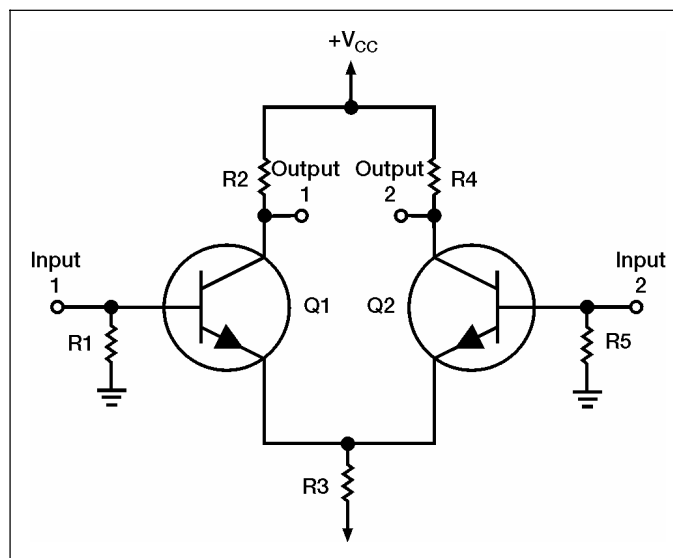 +VCC
R2
Output
1
Output
2
R4
Input
1
Q1
Q2
Input
2
R1
R5
R3